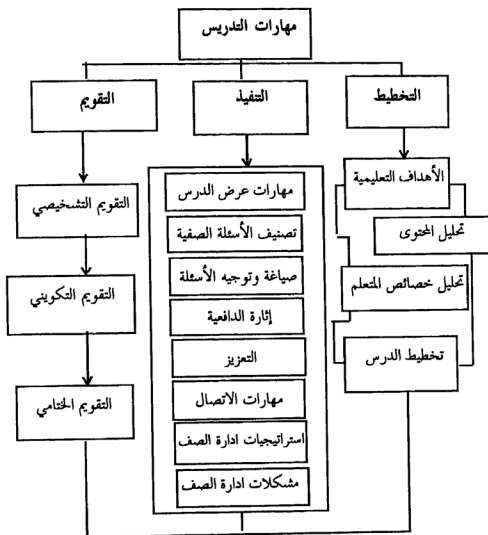 مهارات التدريس
التخطيط
التنفيذ
التقويم
الأهداف التعليمية
تحليل المحتوى
تحليل خصائص المتعلم
تخطيط الدرس
مهارات عرض الدرس
تصنيف الأسئلة الصفية
صياغة وتوجيه الأسئلة
إثارة الدافعية
التعزيز
مهارات الاتصال
استراتيجيات ادارة الصف
مشكلات ادارة الصف
التقويم التشخيصي
التقويم التكويني
التقويم الختامي